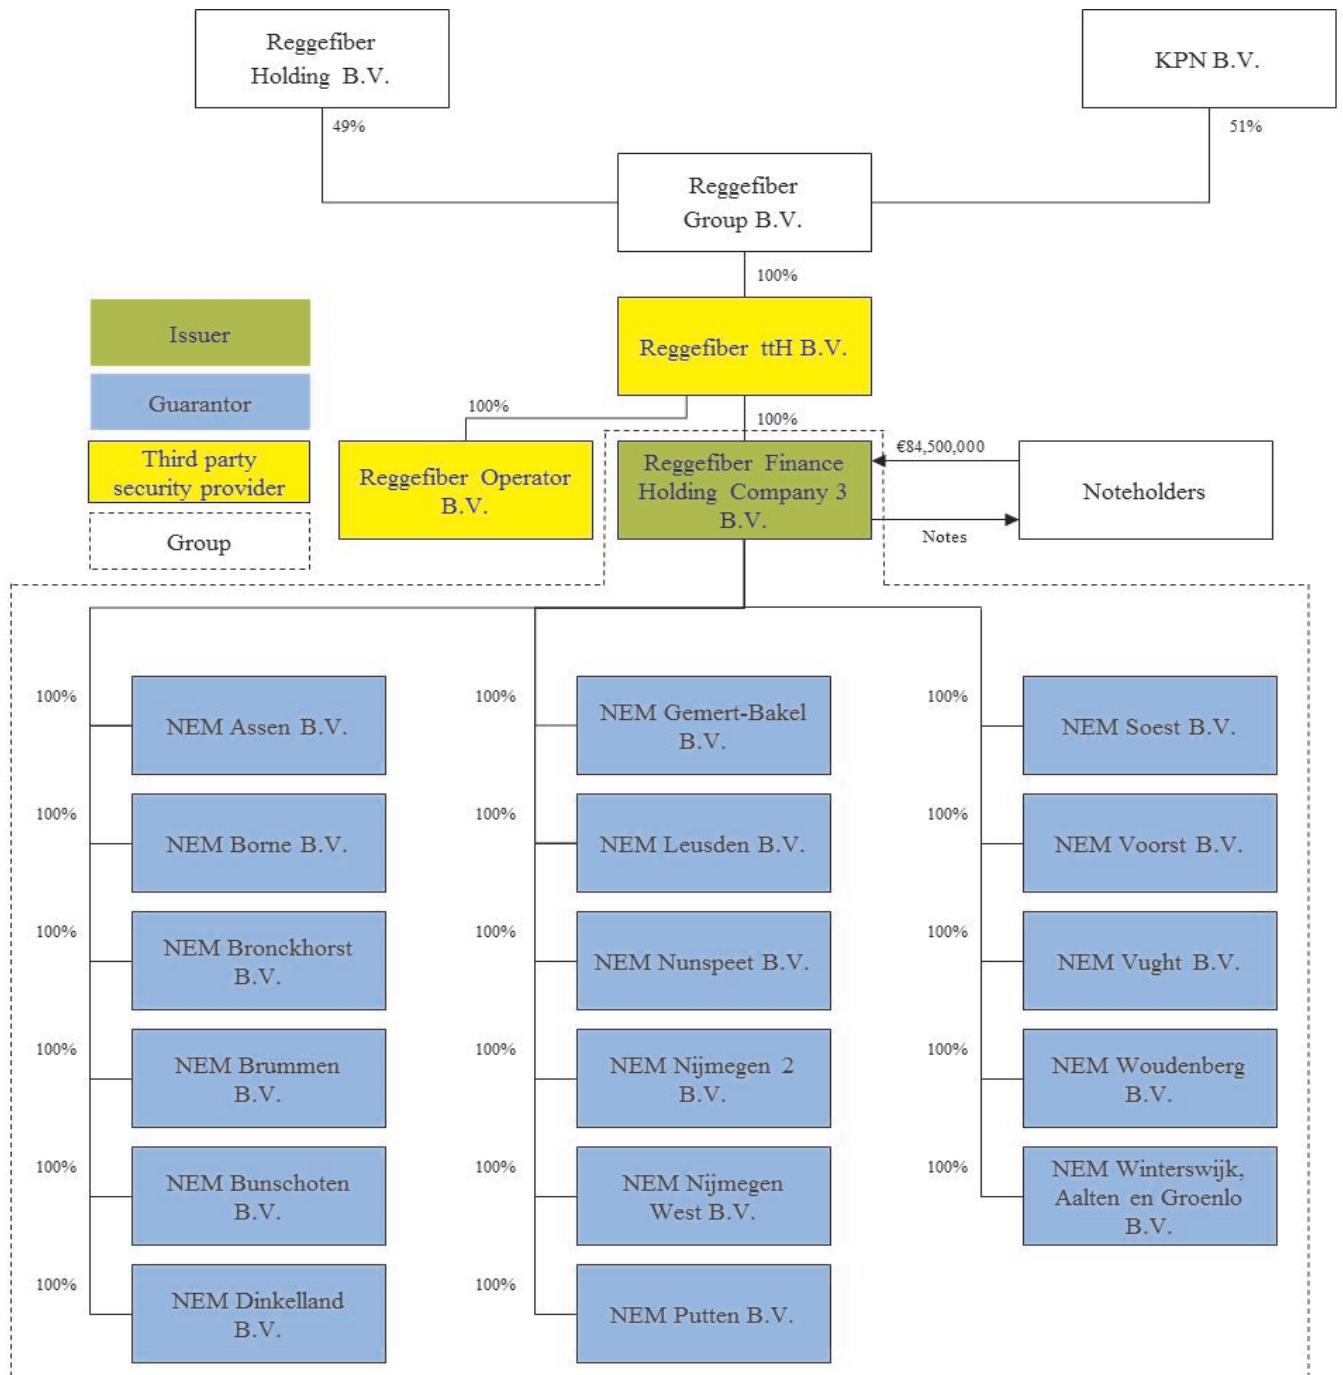 Reggefiber
Holding B.V.
KPN B.V.
49%
51%
Reggefiber
Group B.V.
100%
Issuer
Guarantor
Third party
security provider
Group
Reggefiber ttH B.V.
100%
100%
Reggefiber Operator
B.V.
Reggefiber Finance
Holding Company 3
B.V.
€84,500,000
Notes
Noteholders
100%
NEM Assen B.V.
100%
NEM Borne B.V.
100%
NEM Bronckhorst
B.V.
100%
NEM Brummen
B.V.
100%
NEM Bunschoten
B.V.
100%
NEM Dinkelland
B.V.
100%
NEM Gemert-Bakel
B.V.
100%
NEM Leusden B.V.
100%
NEM Nunspeet B.V.
100%
NEM Nijmegen 2
B.V.
100%
NEM Nijmegen
West B.V.
100%
NEM Putten B.V.
100%
NEM Soest B.V.
100%
NEM Voorst B.V.
100%
NEM Vught B.V.
100%
NEM Woudenberg
B.V.
100%
NEM Winterswijk,
Aalten en Groenlo
B.V.